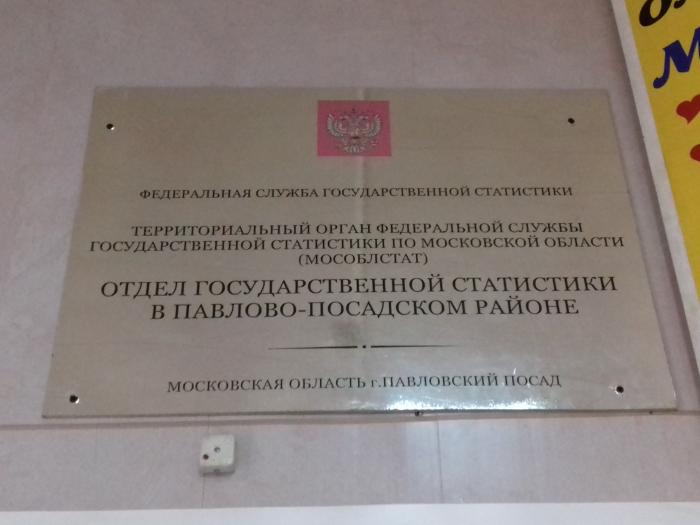 ФЕДЕРАЛЬНАЯ СЛУЖБА ГОСУДАРСТВЕННОЙ СТАТИСТИКИ
ТЕРРИТОРИАЛЬНЫЙ ОРГАН ФЕДЕРАЛЬНОЙ СЛУЖБЫ
ГОСУДАРСТВЕННОЙ СТАТИСТИКИ ПО МОСКОВСКОЙ ОБЛАСТИ
(МОСОБЛСТАТ)
ОТДЕЛ ГОСУДАРСТВЕННОЙ СТАТИСТИКИ
В ПАВЛОВО-ПОСАДСКОМ РАЙОНЕ
МОСКОВСКАЯ ОБЛАСТЬ г.ПАВЛОВСКИЙ ПОСАД